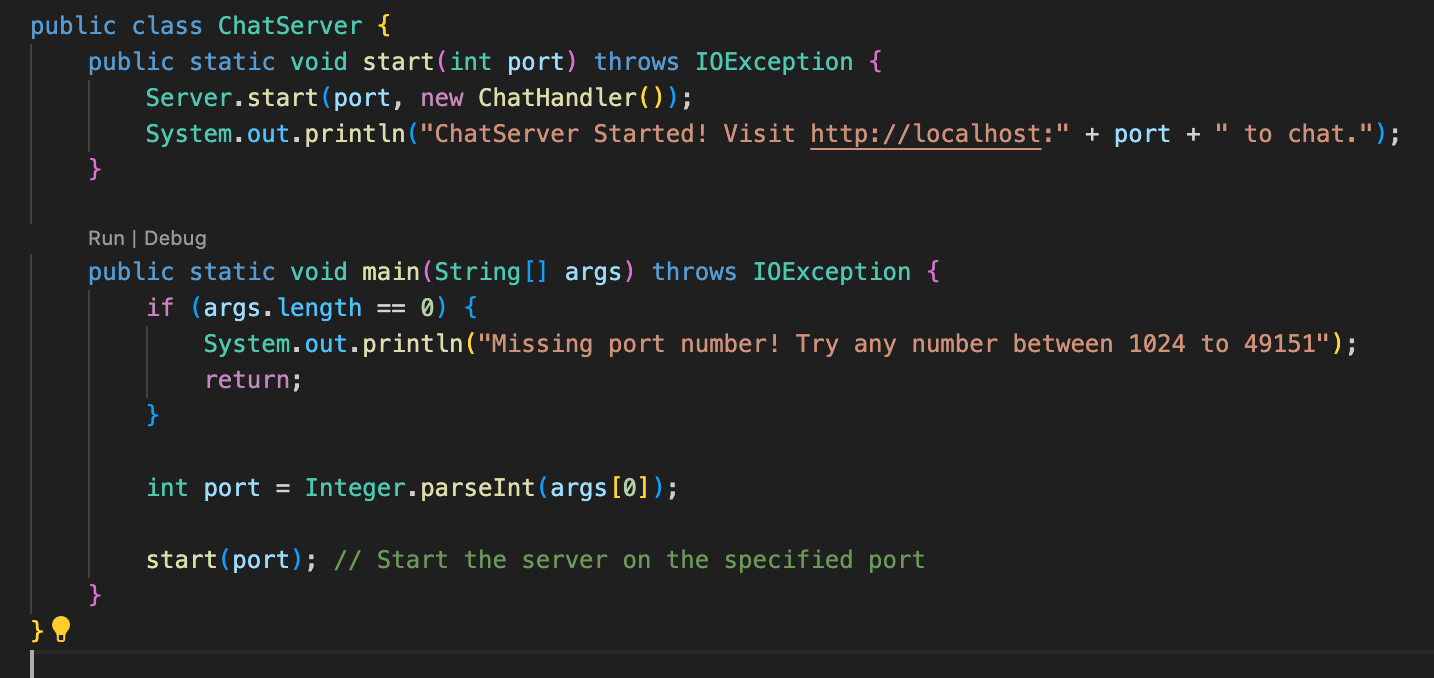 public class ChatServer {
    public static void start(int port) throws IOException {
        Server.start(port, new ChatHandler());
        System.out.println("ChatServer Started! Visit http://localhost:" + port + " to chat.");
    }

    Run | Debug
    public static void main(String[] args) throws IOException {
        if (args.length == 0) {
            System.out.println("Missing port number! Try any number between 1024 to 49151");
            return;
        }

        int port = Integer.parseInt(args[0]);

        start(port); // Start the server on the specified port
    }
}